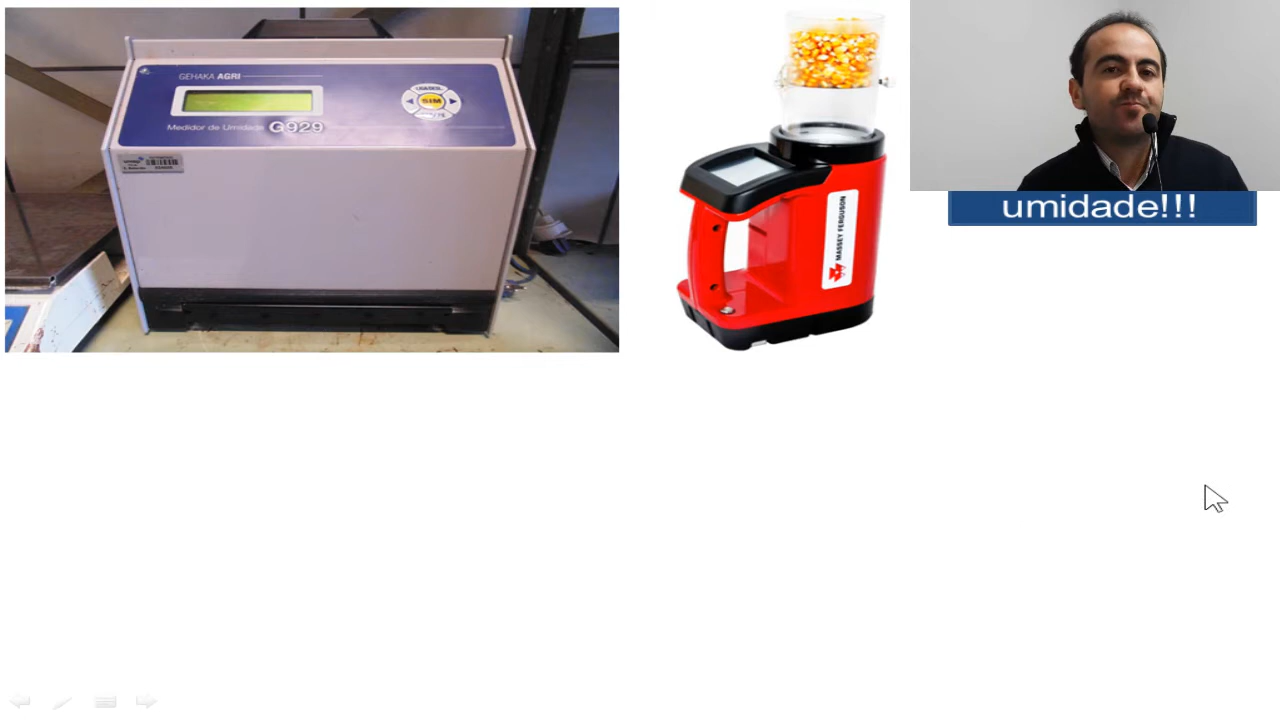 GEHAKA AGRI
SIM
Medidor de Umidade G929
MASSEY FERGUSON
umidade!!!